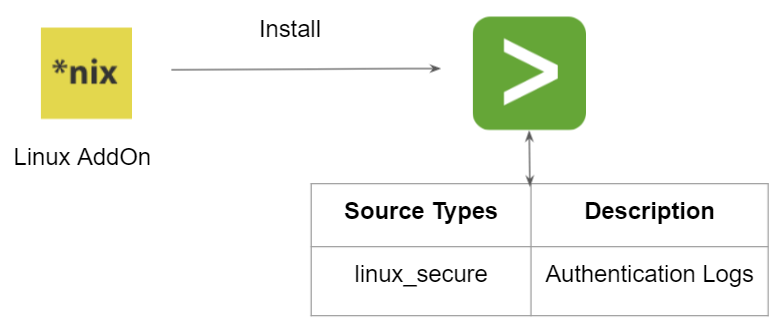 Install
*nix
>
Linux AddOn
Source Types Description
linux_secure Authentication Logs